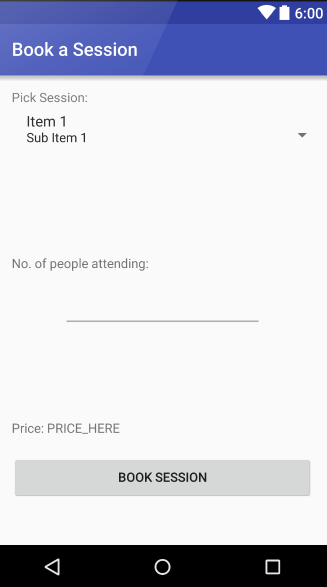 6:00
Book a Session
Pick Session:
Item 1
Sub Item 1
No. of people attending:
Price: PRICE_HERE
BOOK SESSION